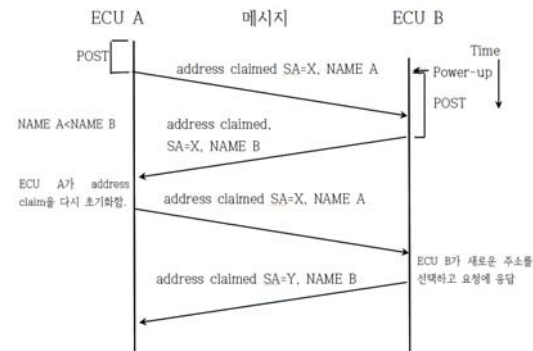 ECU A 메시지 ECU B
POST
Time
address claimed SA=X, NAME A
Power-up
POST
NAME A<NAME B
address claimed,
SA=X, NAME B
ECU A가 address
claim을 다시 초기화함.
address claimed SA=X, NAME A
ECU B가 새로운 주소를
선택하고 요청에 응답
address claimed SA=Y, NAME B